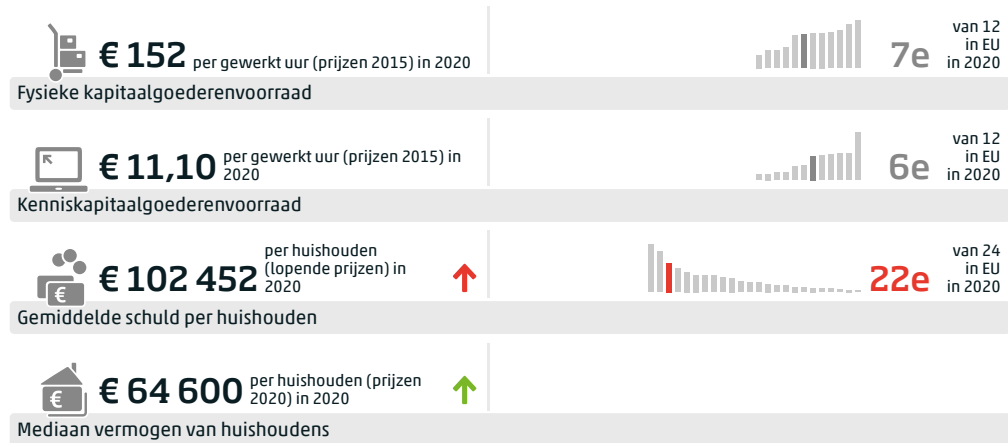 € 152 per gewerkt uur (prijzen 2015) in 2020
7e
van 12
in EU
in 2020
Fysieke kapitaalgoederenvoorraad
€ 11,10 per gewerkt uur (prijzen 2015) in
2020
6e
van 12
in EU
in 2020
Kenniskapitaalgoederenvoorraad
€
€ 102 452
per huishouden
(lopende prijzen) in
2020
22e
van 24
in EU
in 2020
Gemiddelde schuld per huishouden
€
€ 64 600 per huishouden (prijzen
2020) in 2020
Mediaan vermogen van huishoudens